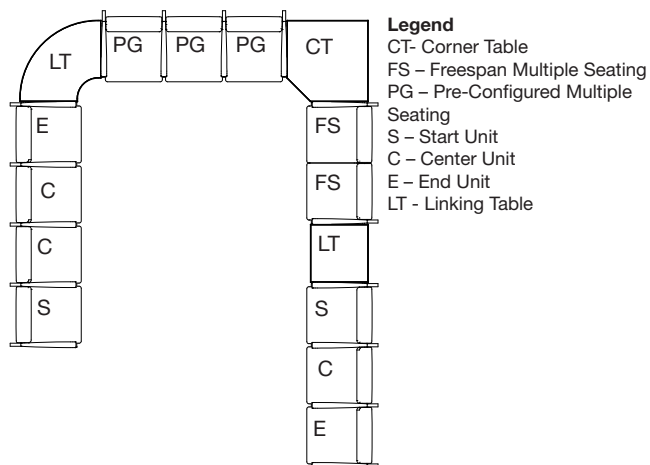 LT
PG PG PG
CT
E
C
C
S
FS
FS
LT
S
C
E
Legend
CT- Corner Table
FS – Freespan Multiple Seating
PG – Pre-Configured Multiple
Seating
S – Start Unit
C – Center Unit
E – End Unit
LT - Linking Table